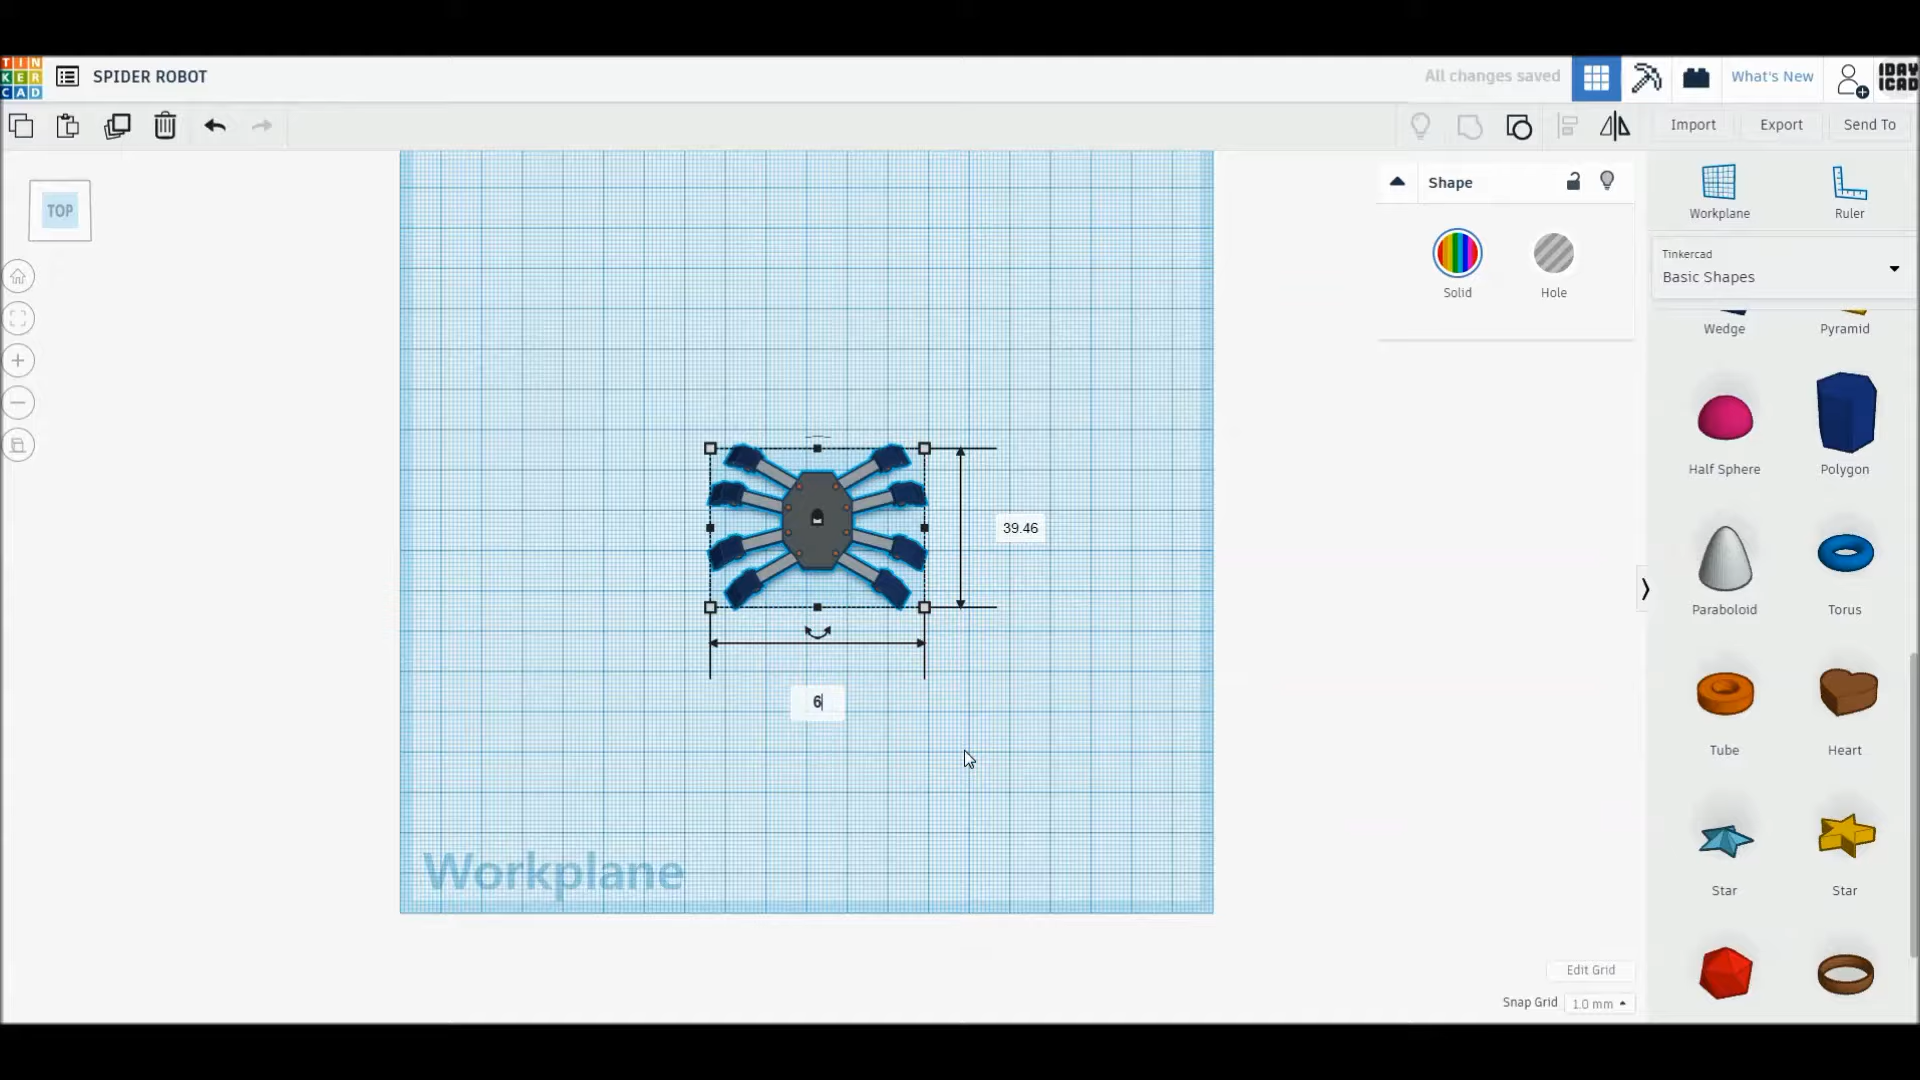 TIN
KER
CAD
SPIDER ROBOT
All changes saved
What's New
1DAY
1CAD
Import
Export
Send To
TOP
Shape
Solid
Hole
Workplane
Ruler
Tinkercad
Basic Shapes
Wedge
Pyramid
Half Sphere
Polygon
Paraboloid
Torus
Tube
Heart
Star
Star
39.46
6
Workplane
Edit Grid
Snap Grid
1.0 mm